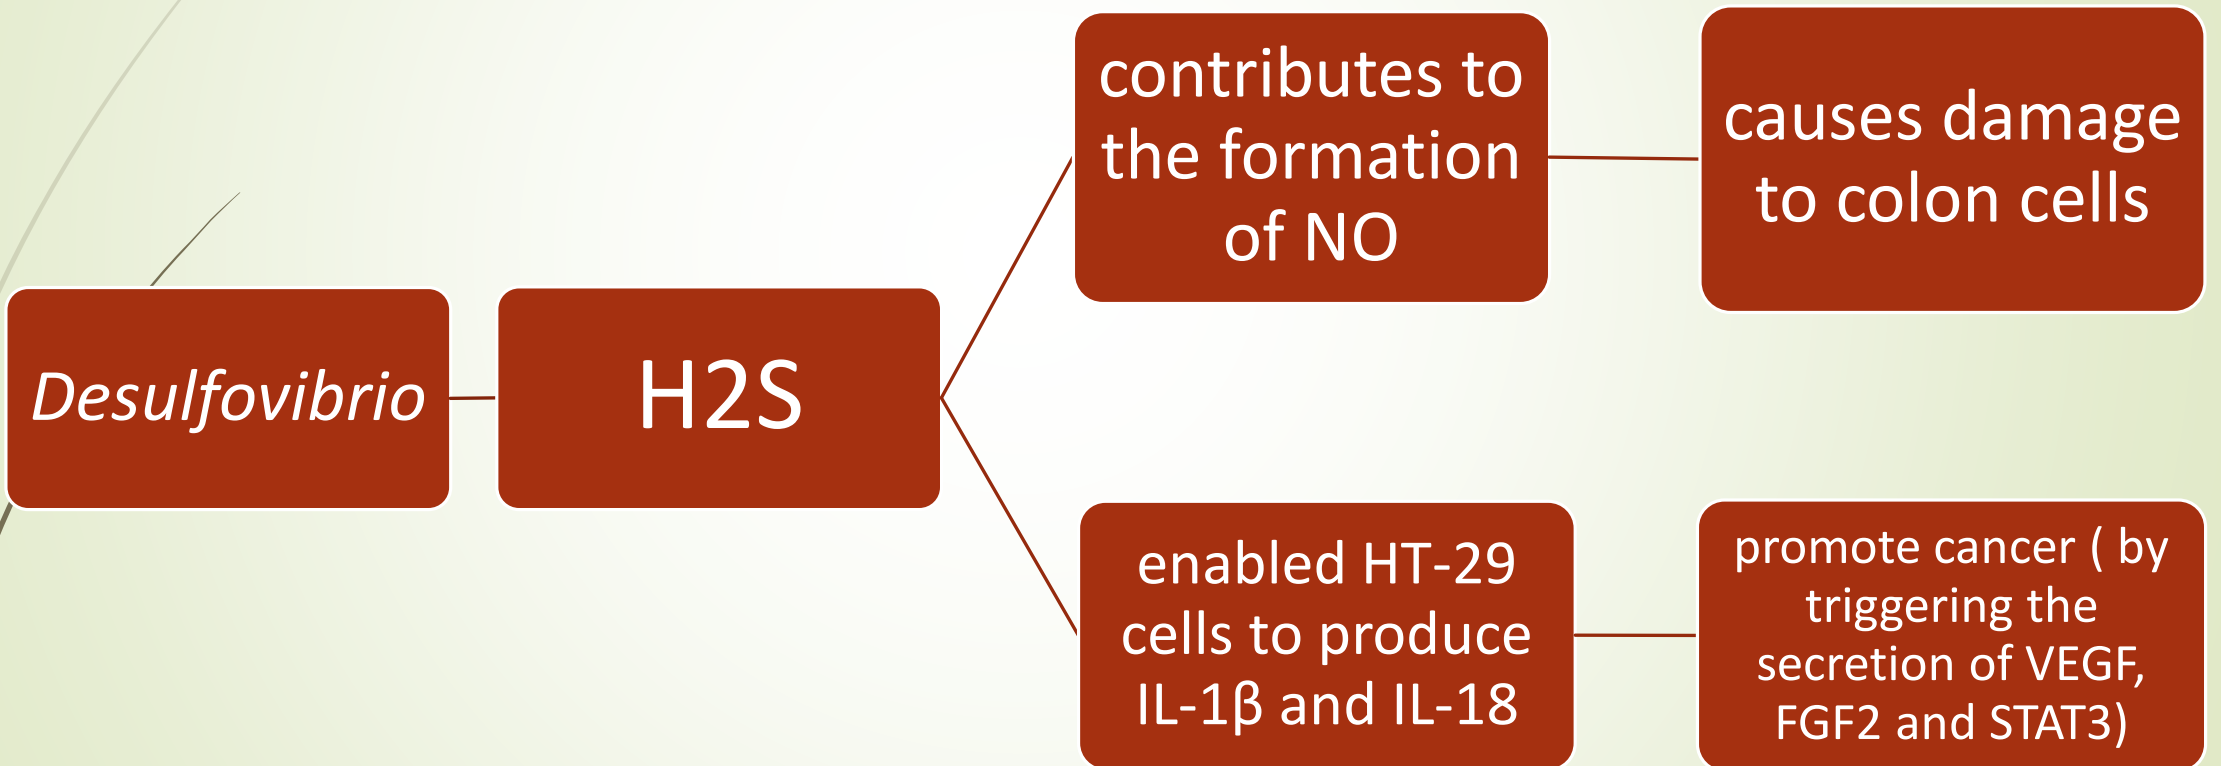 Desulfovibrio
H2S
contributes to
the formation
of NO
causes damage
to colon cells
enabled HT-29
cells to produce
IL-1β and IL-18
promote cancer ( by
triggering the
secretion of VEGF,
FGF2 and STAT3)